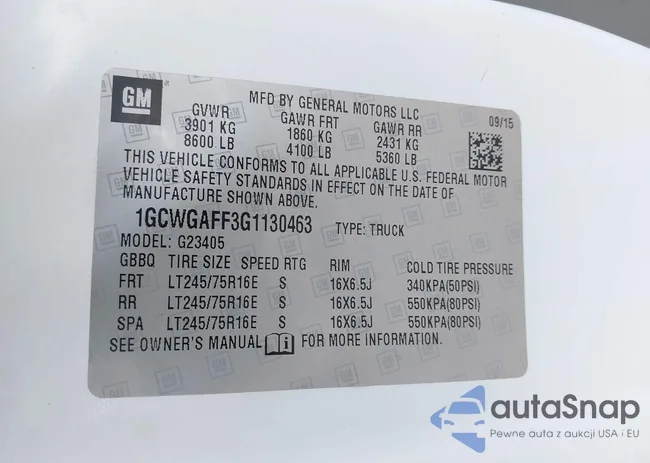 GM
MFD BY GENERAL MOTORS LLC
GVWR GAWR FRT GAWR RR 09/15
3901 KG 1860 KG 2431 KG
8600 LB 4100 LB 5360 LB
THIS VEHICLE CONFORMS TO ALL APPLICABLE U.S. FEDERAL MOTOR
VEHICLE SAFETY STANDARDS IN EFFECT ON THE DATE OF
MANUFACTURE SHOWN ABOVE.
1GCWGAFF3G1130463 TYPE: TRUCK
MODEL: G23405
GBBQ TIRE SIZE SPEED RTG RIM COLD TIRE PRESSURE
FRT LT245/75R16E S 16X6.5J 340KPA(50PSI)
RR LT245/75R16E S 16X6.5J 550KPA(80PSI)
SPA LT245/75R16E S 16X6.5J 550KPA(80PSI)
SEE OWNER'S MANUAL FOR MORE INFORMATION.
autaSnap
Pewne auta z aukcji USA i EU